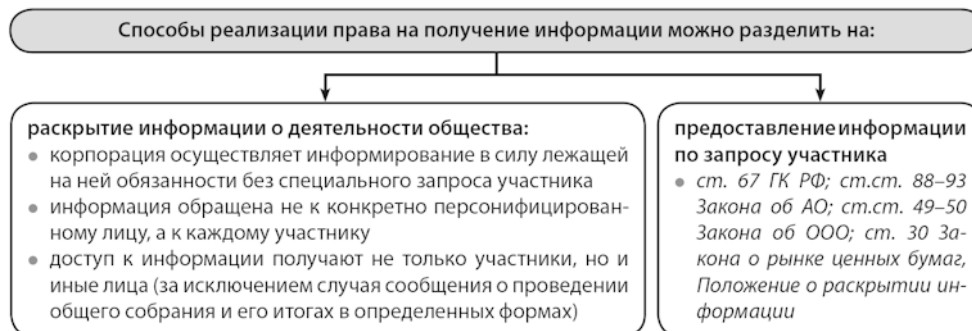 Способы реализации права на получение информации можно разделить на:
раскрытие информации о деятельности общества:
● корпорация осуществляет информирование в силу лежащей
на ней обязанности без специального запроса участника
● информация обращена не к конкретно персонифицирован-
ному лицу, а к каждому участнику
● доступ к информации получают не только участники, но и
иные лица (за исключением случая сообщения о проведении
общего собрания и его итогах в определенных формах)
предоставление информации
по запросу участника
● ст. 67 ГК РФ; ст.ст. 88–93
Закона об АО; ст.ст. 49–50
Закона об ООО; ст. 30 За-
кона о рынке ценных бумаг,
Положение о раскрытии ин-
формации